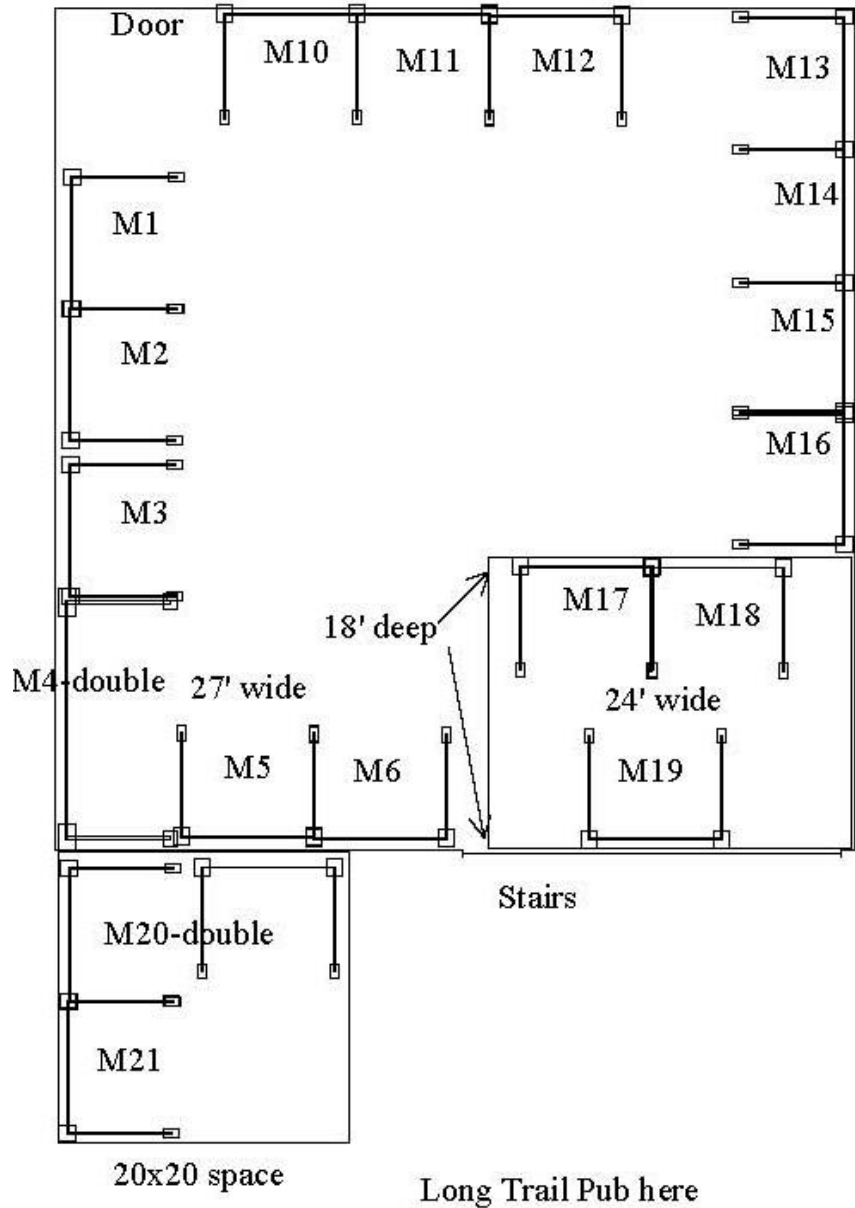 Door
M10
M11
M12
M13
M14
M1
M15
M2
M16
M3
M17
M18
18' deep
M4-double
27' wide
24' wide
M5
M6
M19
Stairs
M20-double
M21
20x20 space
Long Trail Pub here